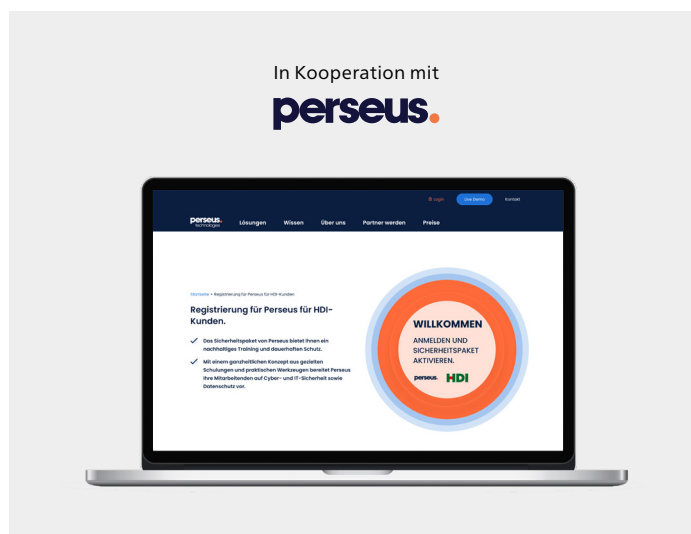 In Kooperation mit
perseus.
Login
Live Demo
Kontakt
perseus.
technologies
Lösungen
Wissen
Über uns
Partner werden
Preise
Startseite • Registrierung für Perseus für HDI-Kunden
Registrierung für Perseus für HDI-
Kunden.
Das Sicherheitspaket von Perseus bietet Ihnen ein
nachhaltiges Training und dauerhaften Schutz.
Mit einem ganzheitlichen Konzept aus gezielten
Schulungen und praktischen Werkzeugen bereitet Perseus
Ihre Mitarbeitenden auf Cyber- und IT-Sicherheit sowie
Datenschutz vor.
WILLKOMMEN
ANMELDEN UND
SICHERHEITSPAKET
AKTIVIEREN.
perseus. HDI